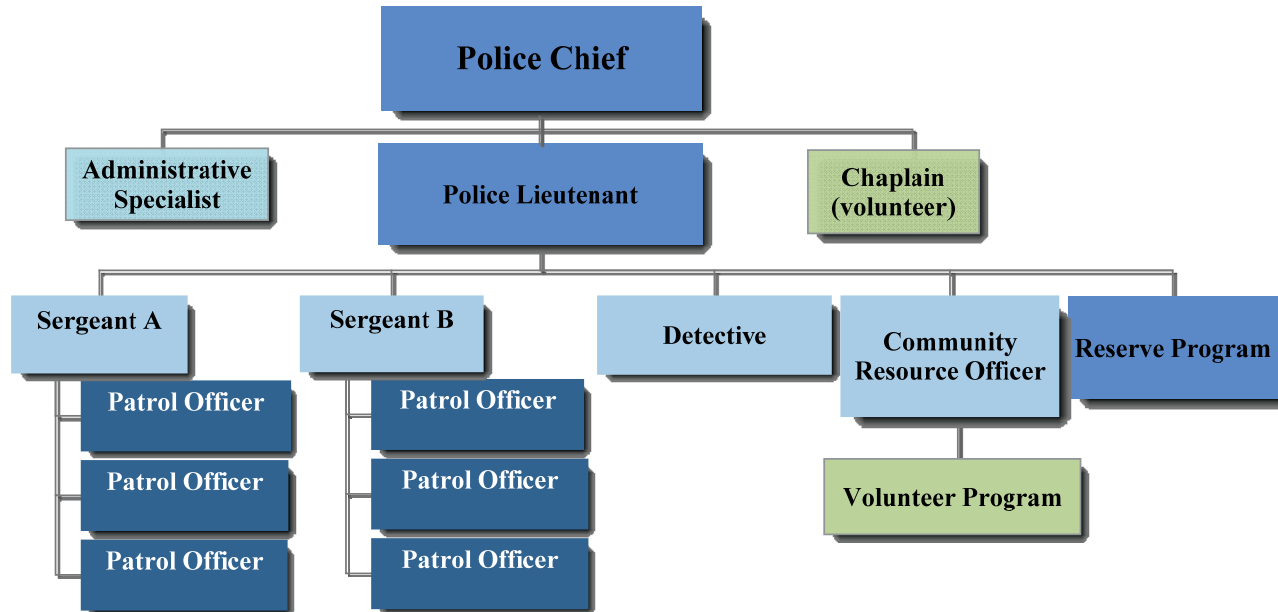 Police Chief
Administrative
Specialist
Police Lieutenant
Chaplain
(volunteer)
Sergeant A
Sergeant B
Detective
Community
Resource Officer
Reserve Program
Patrol Officer
Patrol Officer
Patrol Officer
Patrol Officer
Patrol Officer
Patrol Officer
Volunteer Program